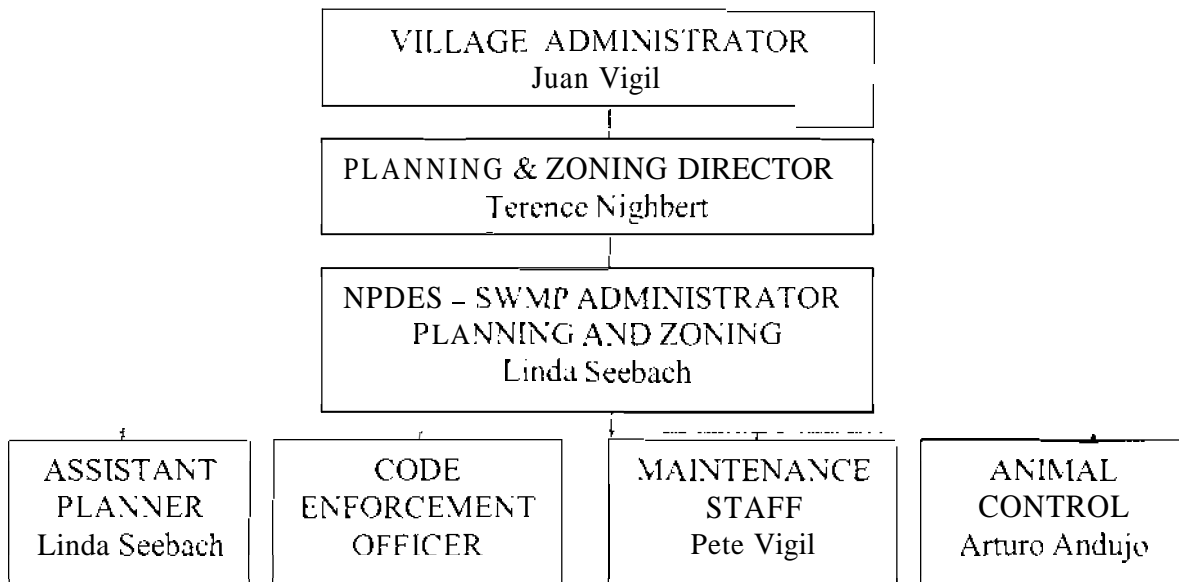 VILLAGE ADMINISTRATOR
Juan Vigil
PLANNING & ZONING DIRECTOR
Terence Nighbert
NPDES – SWMP ADMINISTRATOR
PLANNING AND ZONING
Linda Seebach
ASSISTANT
PLANNER
Linda Seebach
CODE
ENFORCEMENT
OFFICER
MAINTENANCE
STAFF
Pete Vigil
ANIMAL
CONTROL
Arturo Andujo